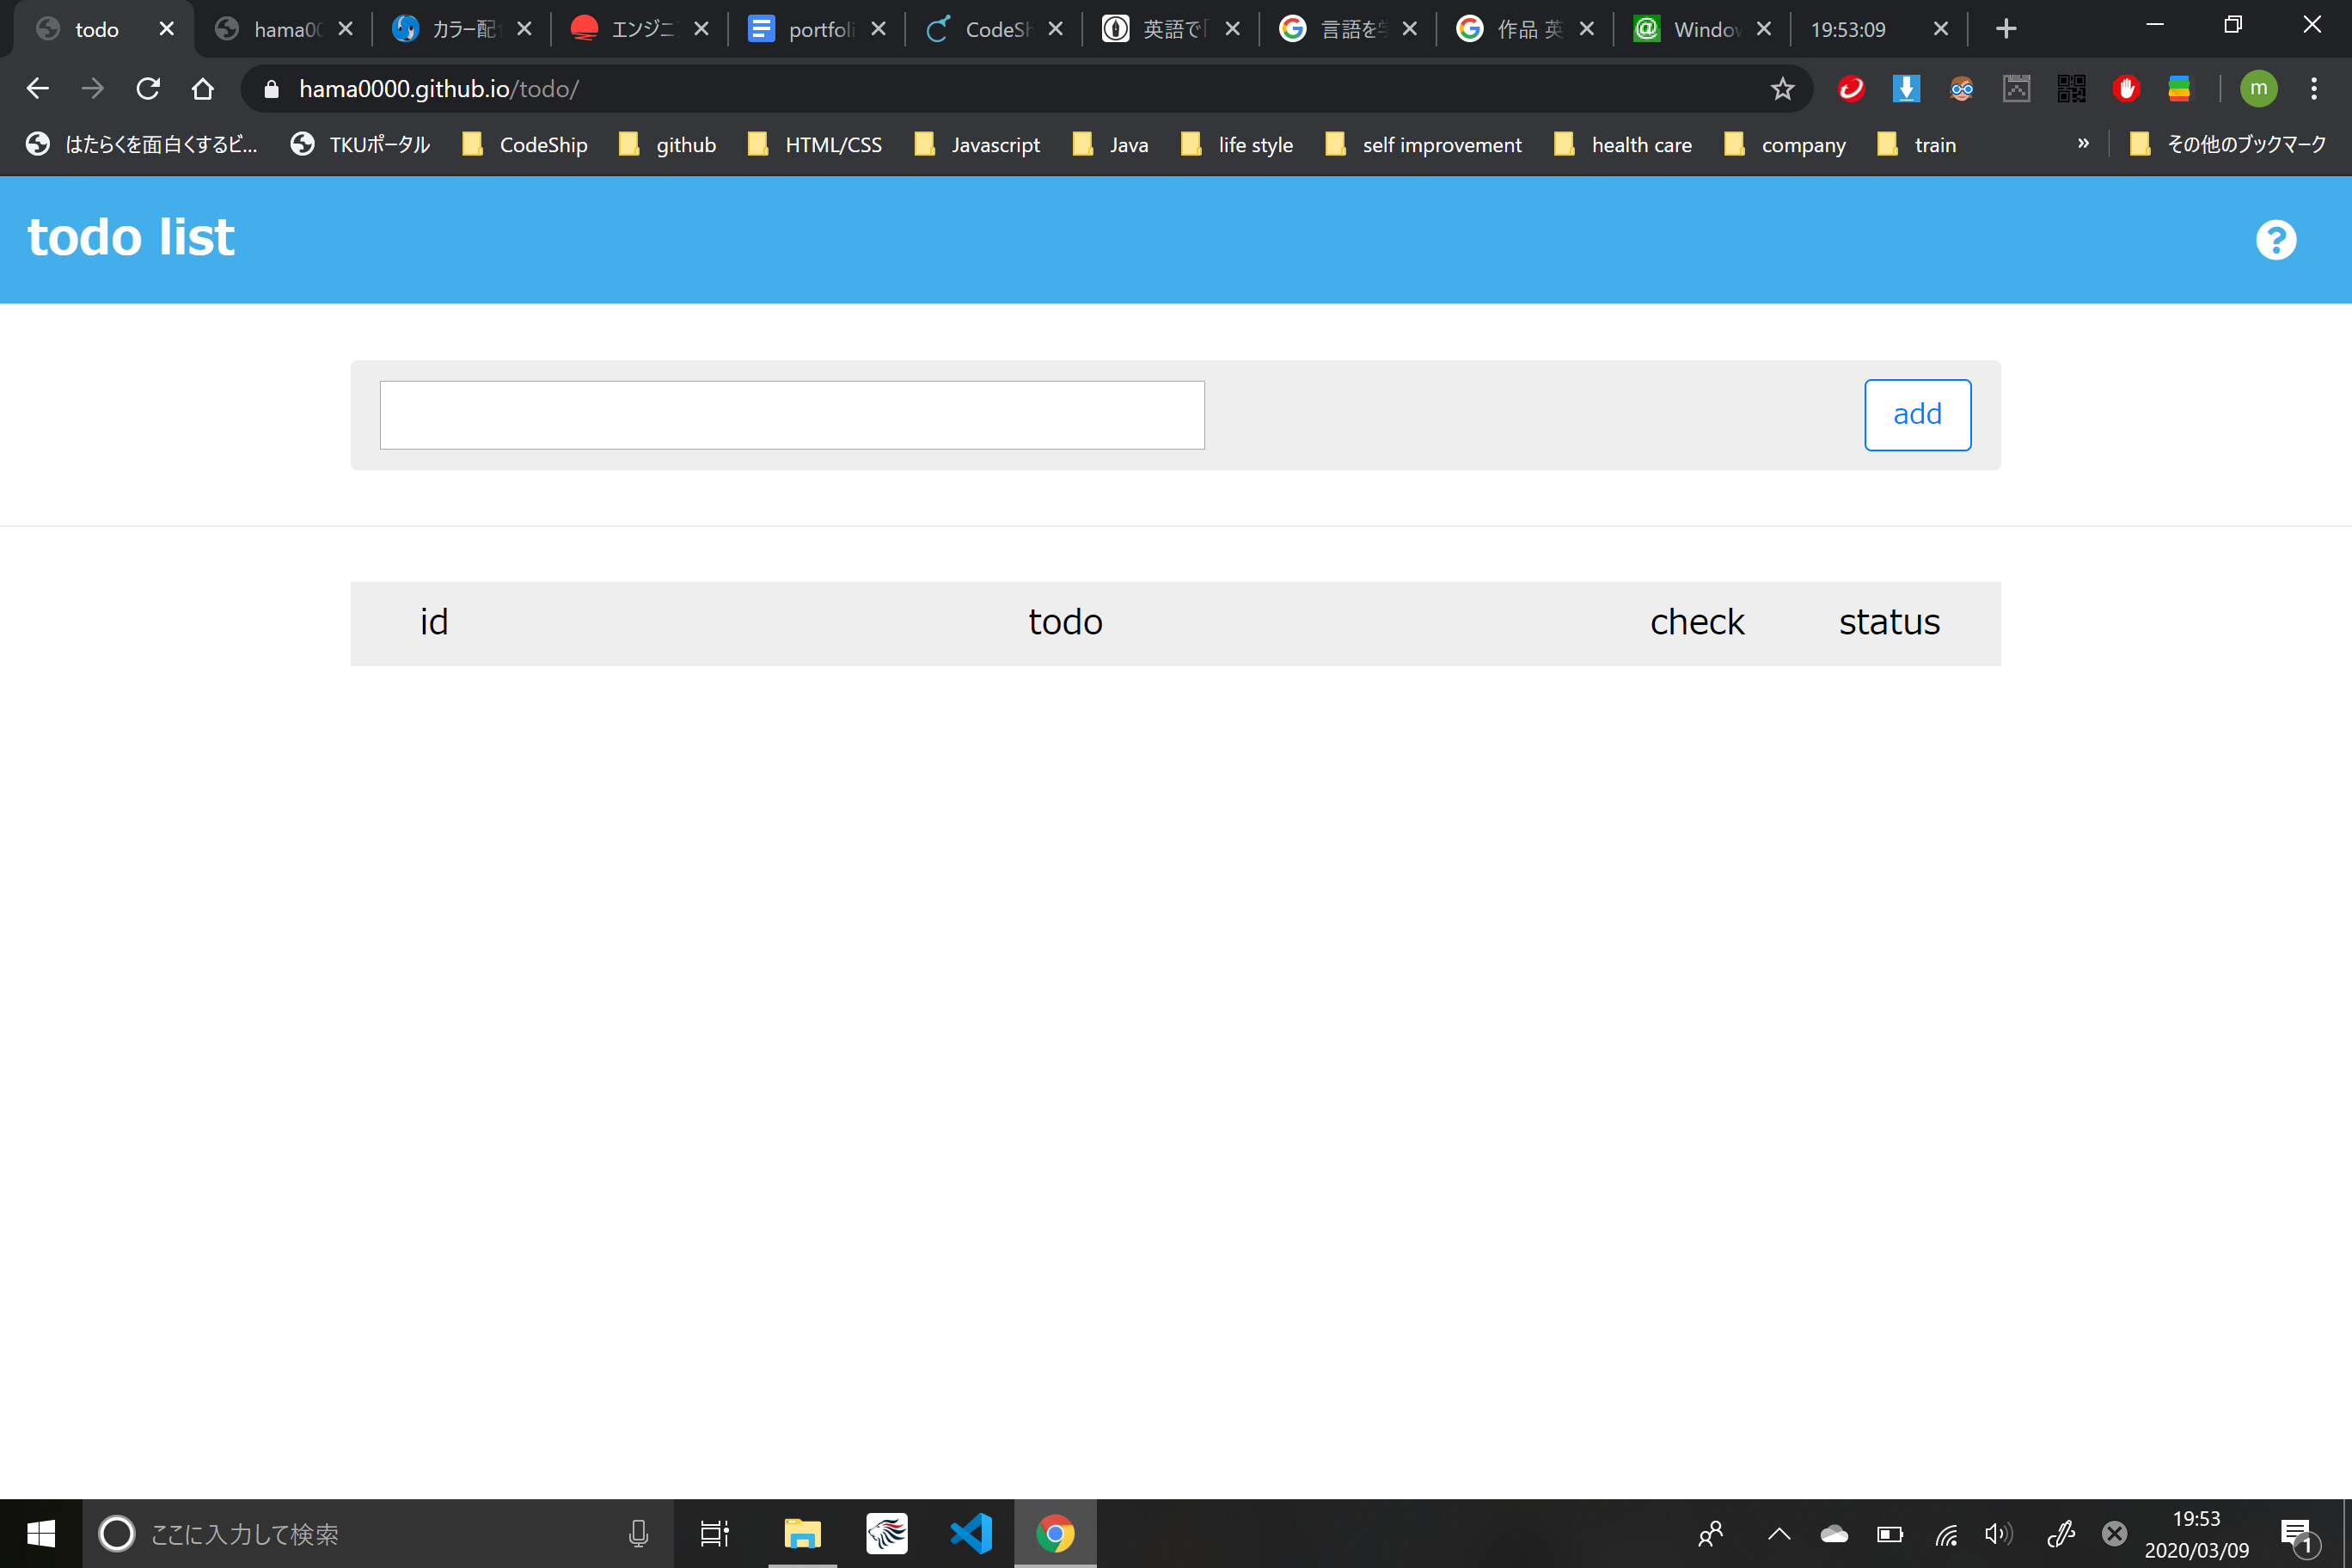 todo hama00 カラー配 エンジニ portfoli CodeSh 英語で 言語を Google 作品 英 Window 19:53:09
hama0000.github.io/todo/
m
はたらくを面白くするビ... TKUポータル CodeShip github HTML/CSS Javascript Java life style self improvement health care company train » その他のブックマーク
todo list
add
id todo check status
ここに入力して検索
19:53
2020/03/09
1